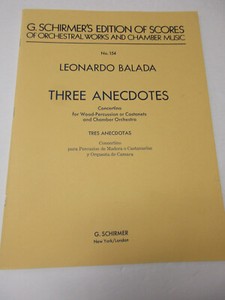 G. SCHIRMER'S EDITION OF SCORES
OF ORCHESTRAL WORKS AND CHAMBER MUSIC
No. 134
LEONARDO BALADA
THREE ANECDOTES
Concertino
for Wood-Percussion or Castanets
and Chamber Orchestra
TRES ANECDOTAS
Concertino
para Percusión de Madera o Castañuelas
y Orquesta de Cámara
G. SCHIRMER
New York/London